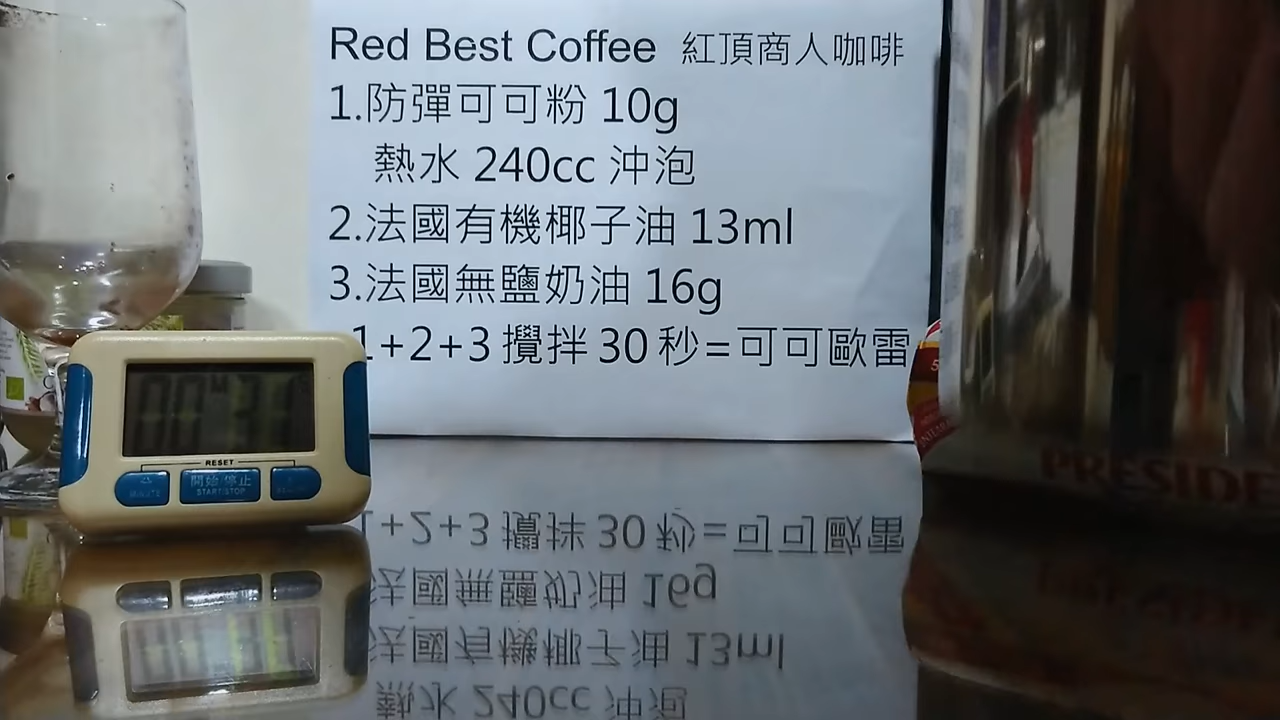 Red Best Coffee 紅頂商人咖啡
1.防彈可可粉 10g
熱水 240cc 沖泡
2.法國有機椰子油 13ml
3.法國無鹽奶油 16g
1+2+3 攪拌 30 秒=可可歐雷
RESET
開始 停止
START/STOP
PRESIDE